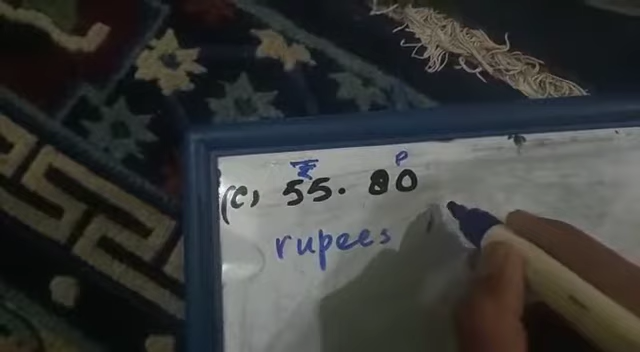 ₹ P
(c), 55. 80
rupees